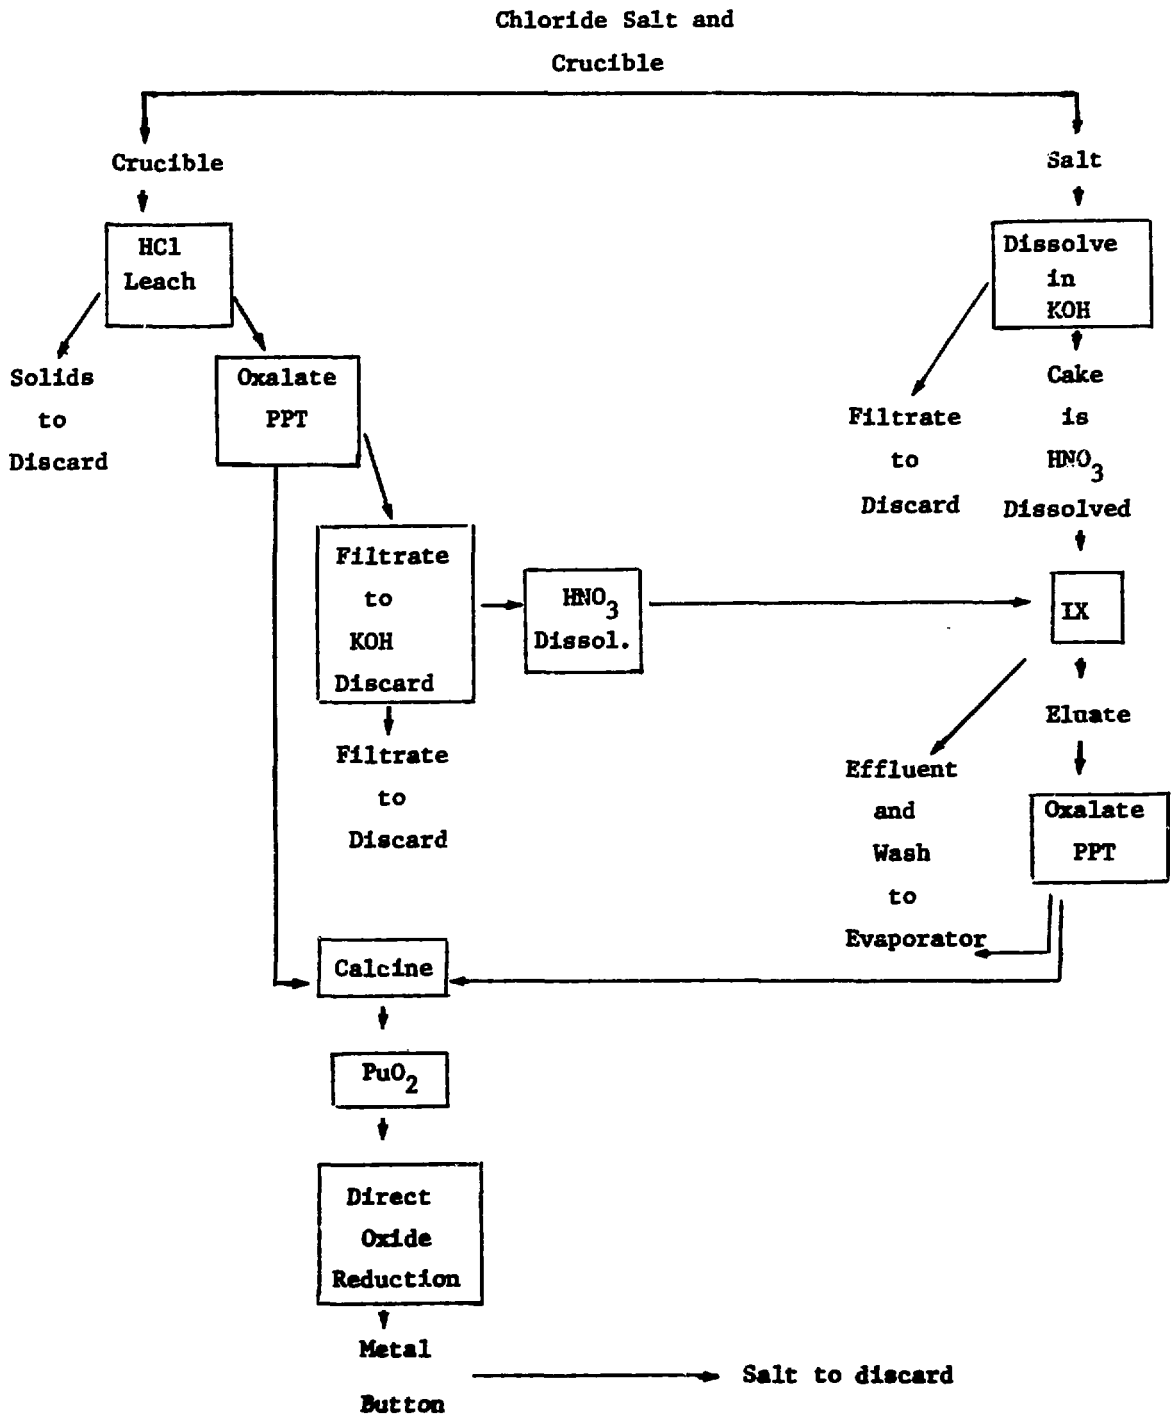 Chloride Salt and
Crucible
Crucible
HCl
Leach
Solids
to
Discard
Oxalate
PPT
Filtrate
to
KOH
Discard
Filtrate
to
Discard
HNO3
Dissol.
Salt
Dissolve
in
KOH
Filtrate
to
Discard
Cake
is
HNO3
Dissolved
IX
Effluent
and
Wash
to
Evaporator
Eluate
Oxalate
PPT
Calcine
PuO2
Direct
Oxide
Reduction
Metal
Button
Salt to discard